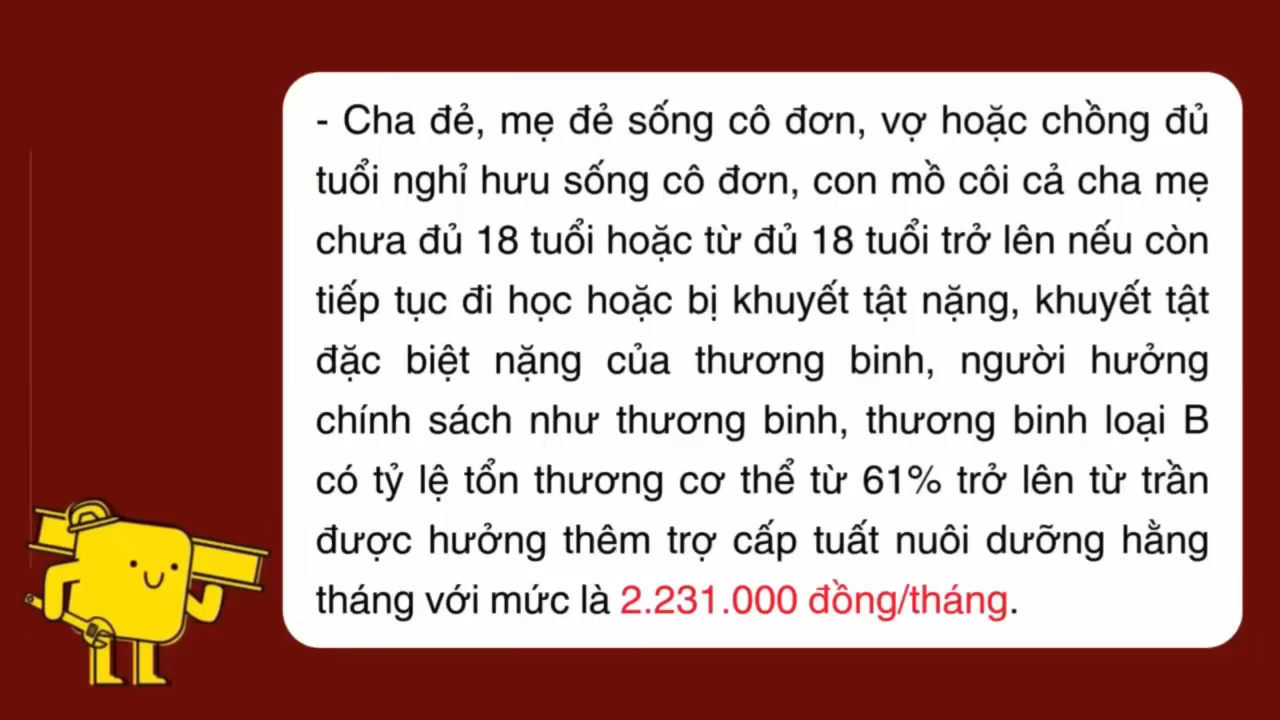 - Cha đẻ, mẹ đẻ sống cô đơn, vợ hoặc chồng đủ
tuổi nghỉ hưu sống cô đơn, con mồ côi cả cha mẹ
chưa đủ 18 tuổi hoặc từ đủ 18 tuổi trở lên nếu còn
tiếp tục đi học hoặc bị khuyết tật nặng, khuyết tật
đặc biệt nặng của thương binh, người hưởng
chính sách như thương binh, thương binh loại B
có tỷ lệ tổn thương cơ thể từ 61% trở lên từ trần
được hưởng thêm trợ cấp tuất nuôi dưỡng hằng
tháng với mức là 2.231.000 đồng/tháng.